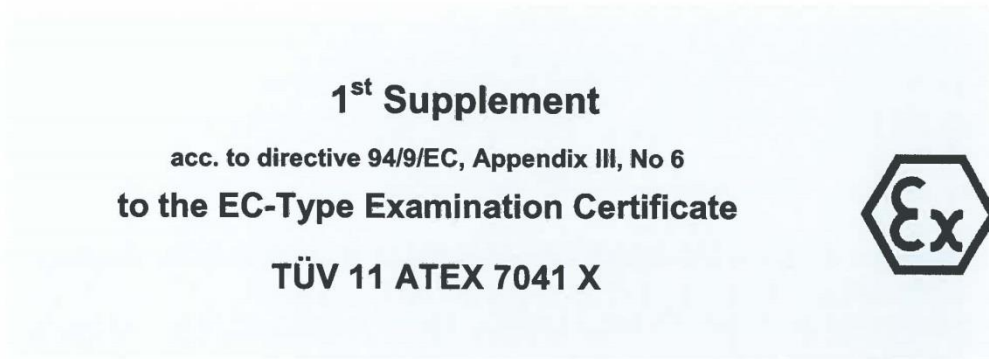 1st Supplement
acc. to directive 94/9/EC, Appendix III, No 6
to the EC-Type Examination Certificate
TÜV 11 ATEX 7041 X
Ex